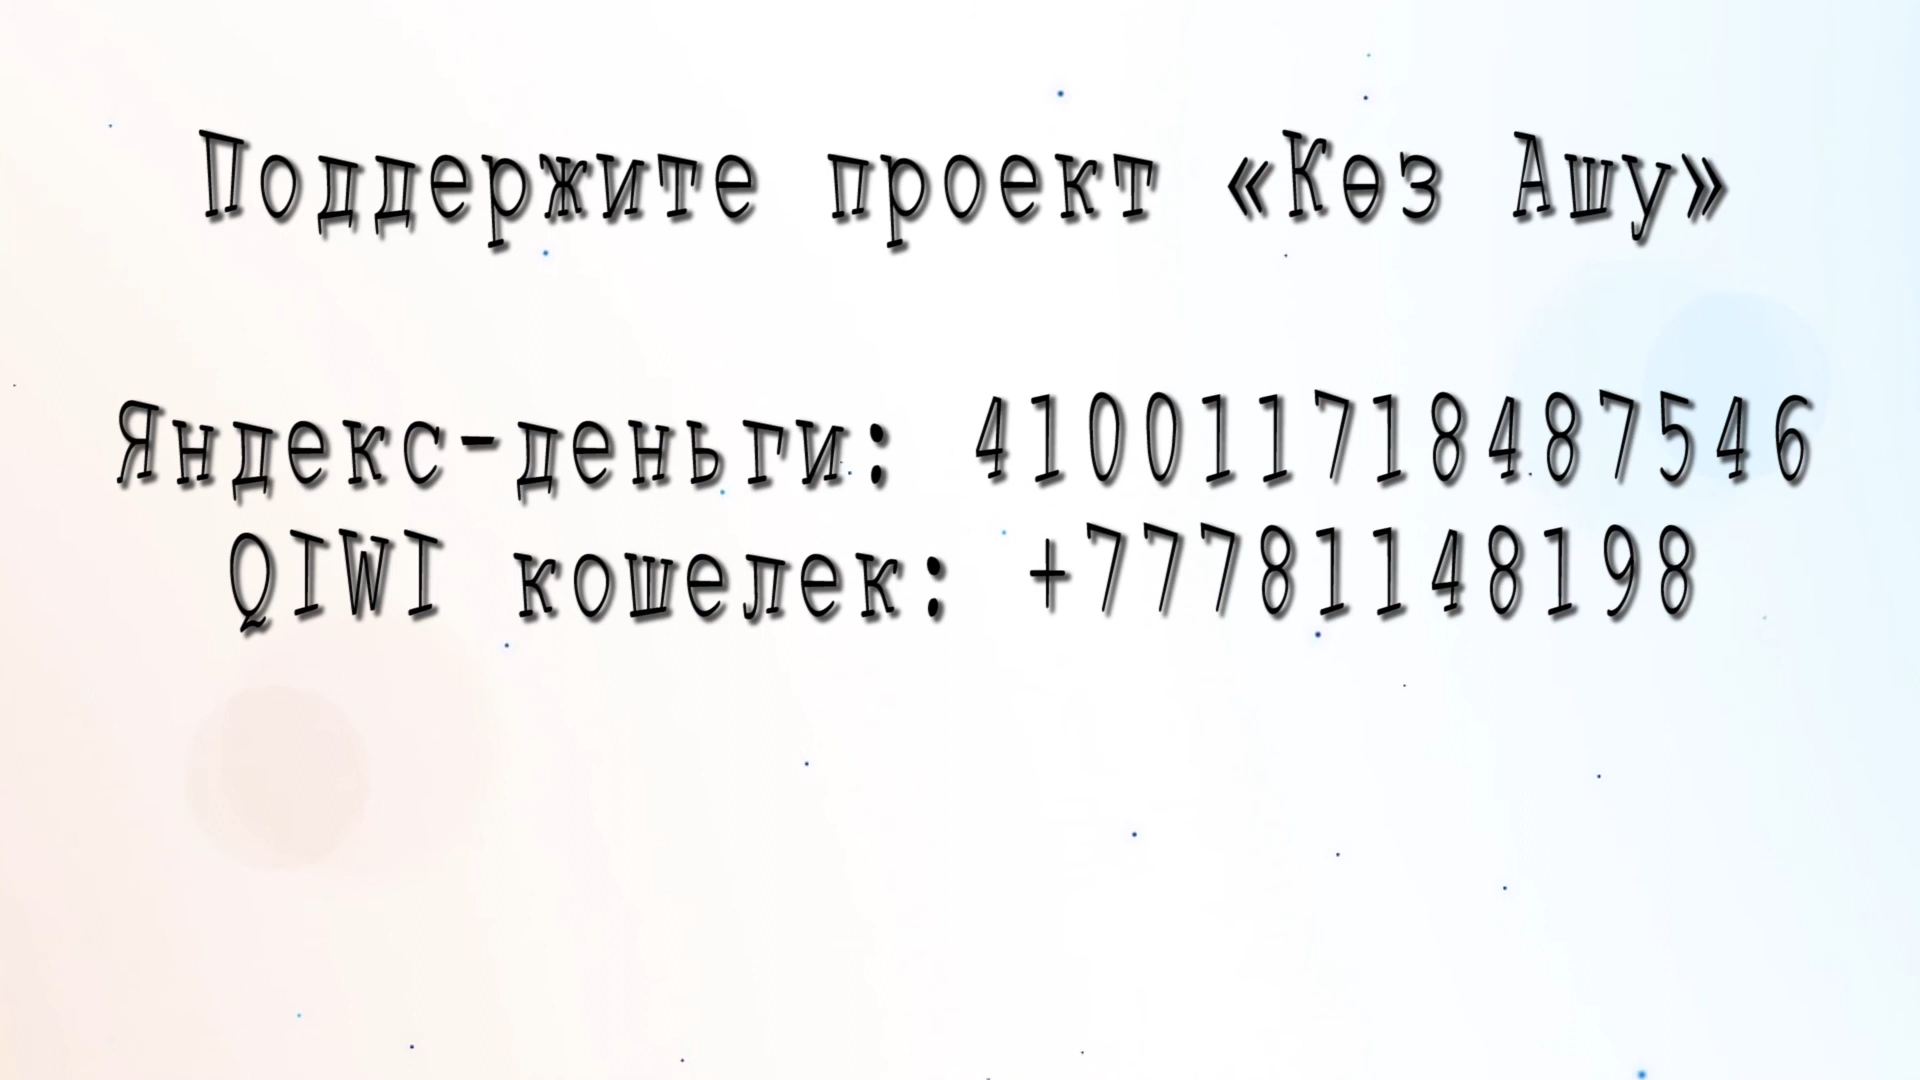 Поддержите проект «Көз Ашу»
Яндекс-деньги: 410011718487546
QIWI кошелек: +77781148198